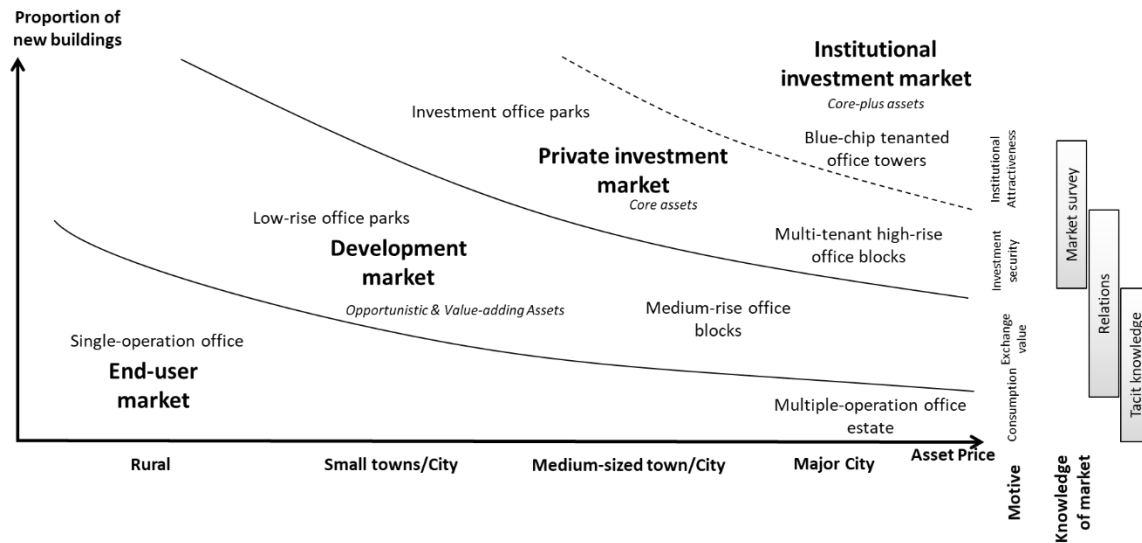 Proportion of
new buildings
Institutional
investment market
Core-plus assets
Investment office parks
Blue-chip tenanted
office towers
Private investment
market
Core assets
Low-rise office parks
Development
market
Multi-tenant high-rise
office blocks
Opportunistic & Value-adding Assets
Medium-rise office
blocks
Single-operation office
End-user
market
Multiple-operation office
estate
Asset Price
Rural
Small towns/City
Medium-sized town/City
Major City
Institutional
Attractiveness
Investment
security
Exchange
value
Consumption
Motive
Market survey
Relations
Tacit knowledge
Knowledge
of market